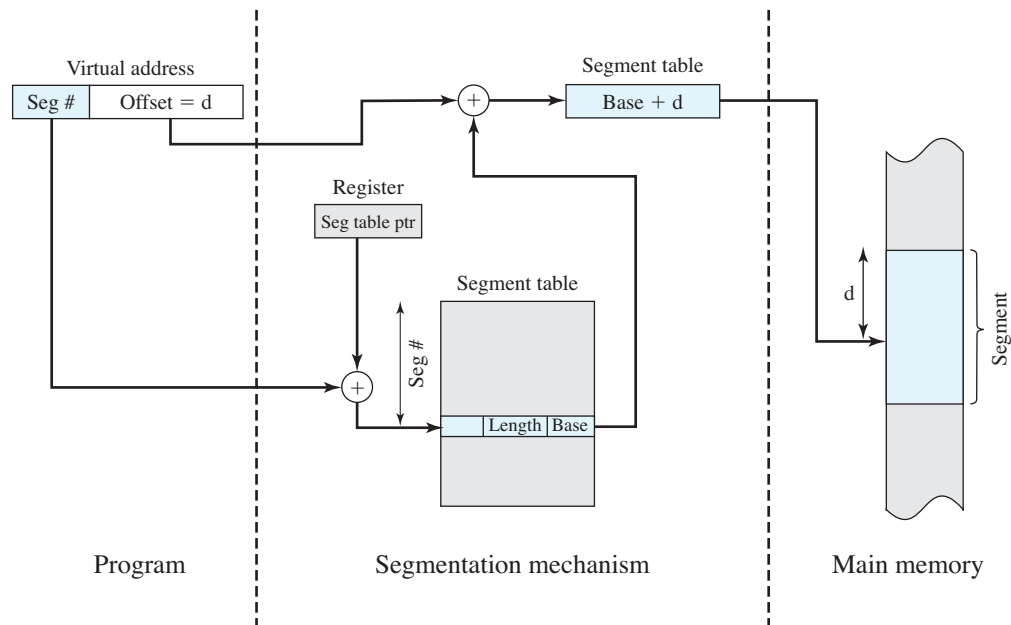 Virtual address
Seg # Offset = d
Segment table
+ Base + d
Register
Seg table ptr
Segment table
Seg #
+
Length Base
d
Segment
Program Segmentation mechanism Main memory